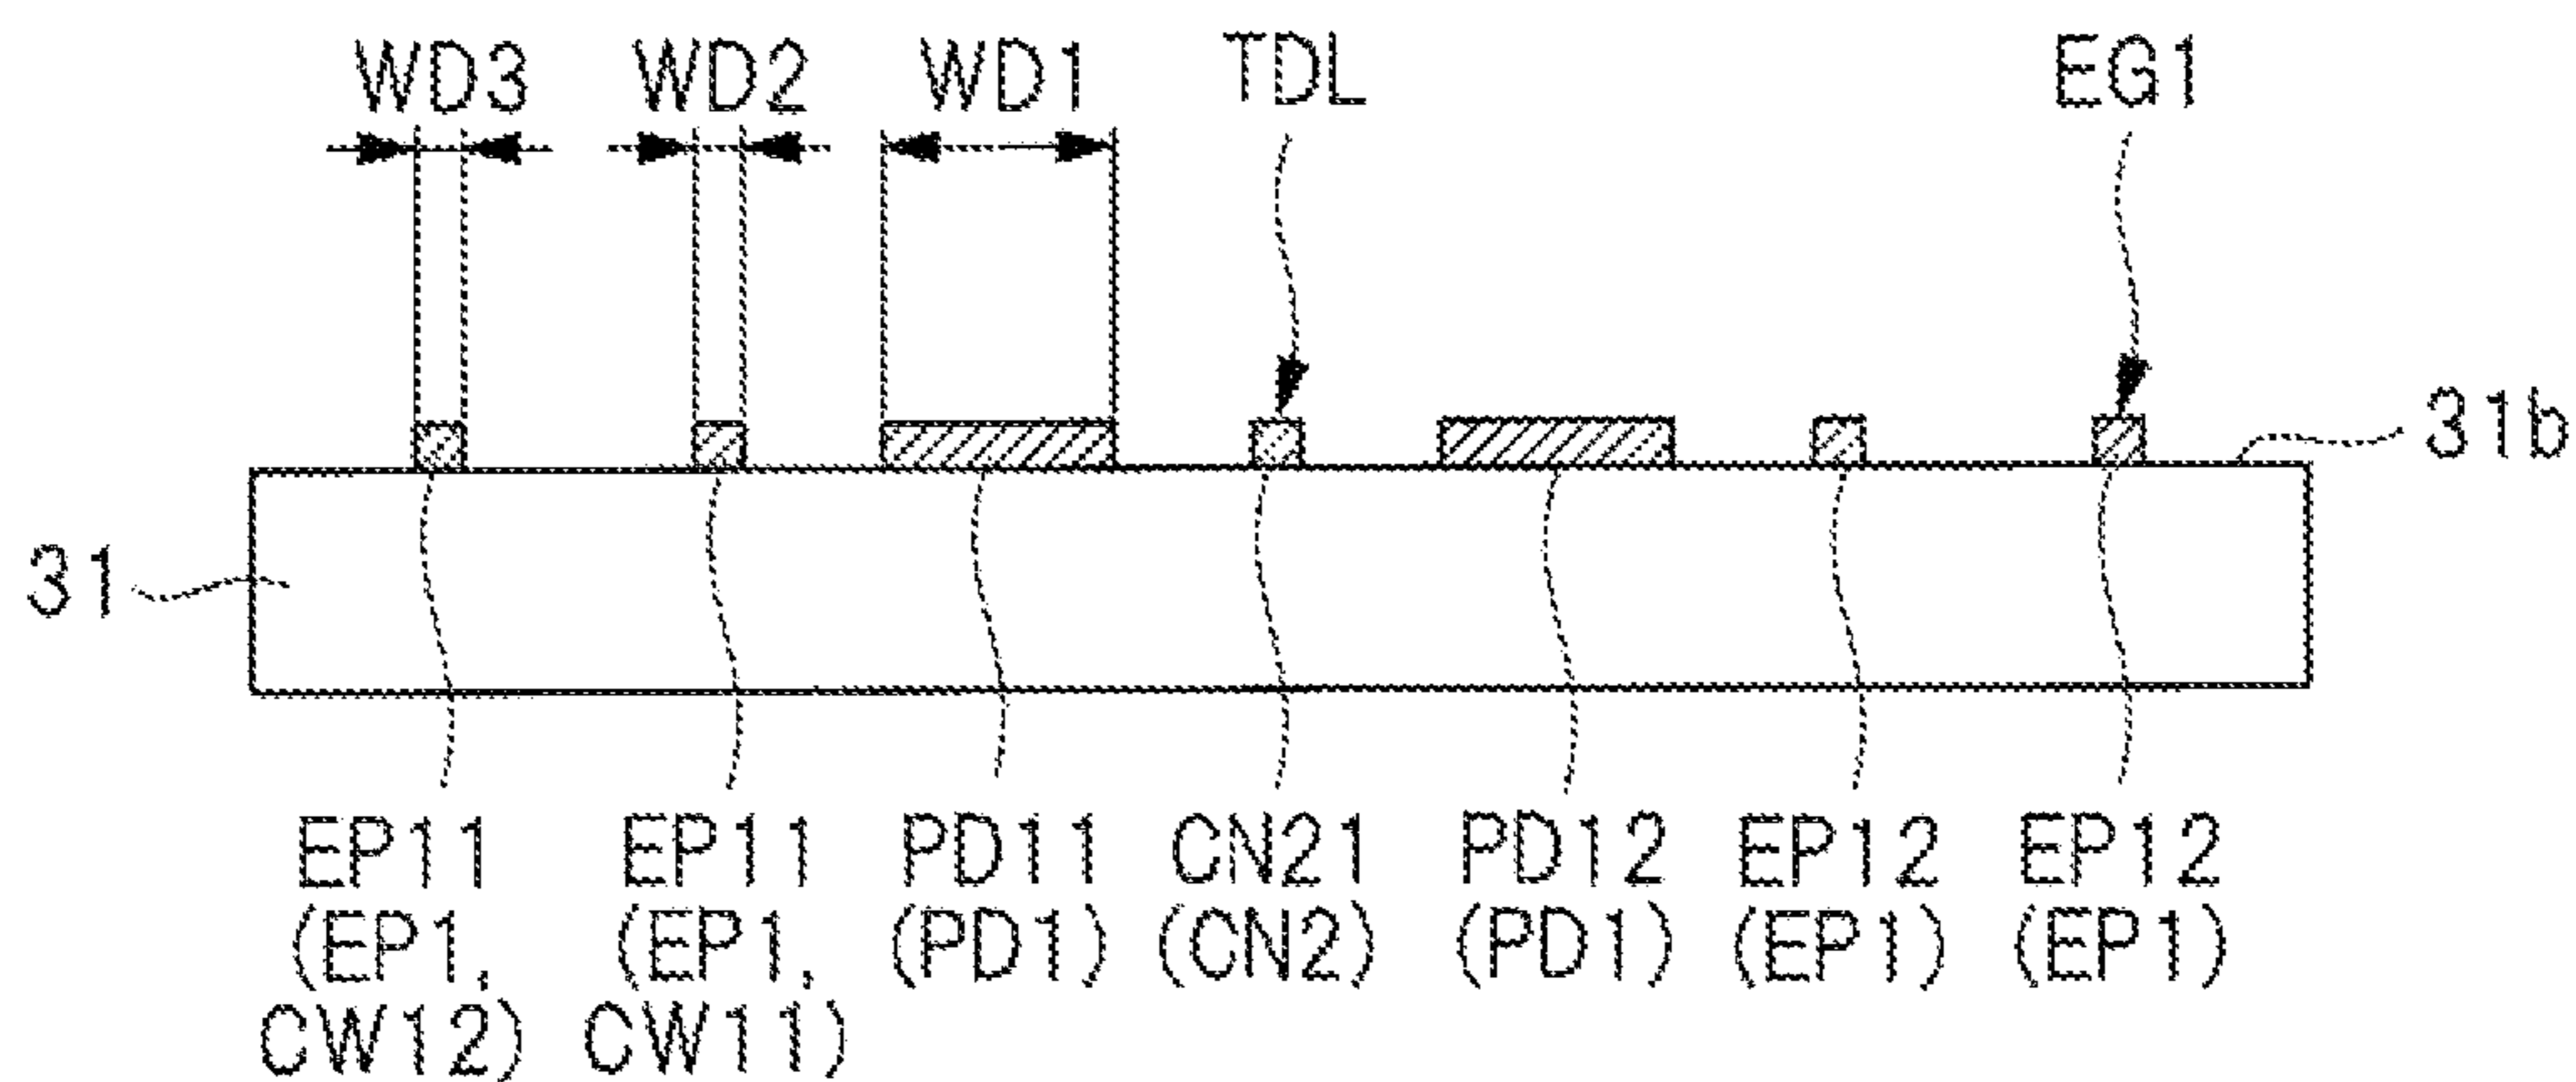 WD3 WD2 WD1 TDL EG1
31b
31
EP11 EP11 PD11 CN21 PD12 EP12 EP12
(EP1, (EP1, (PD1) (CN2) (PD1) (EP1) (EP1)
CW12) CW11)